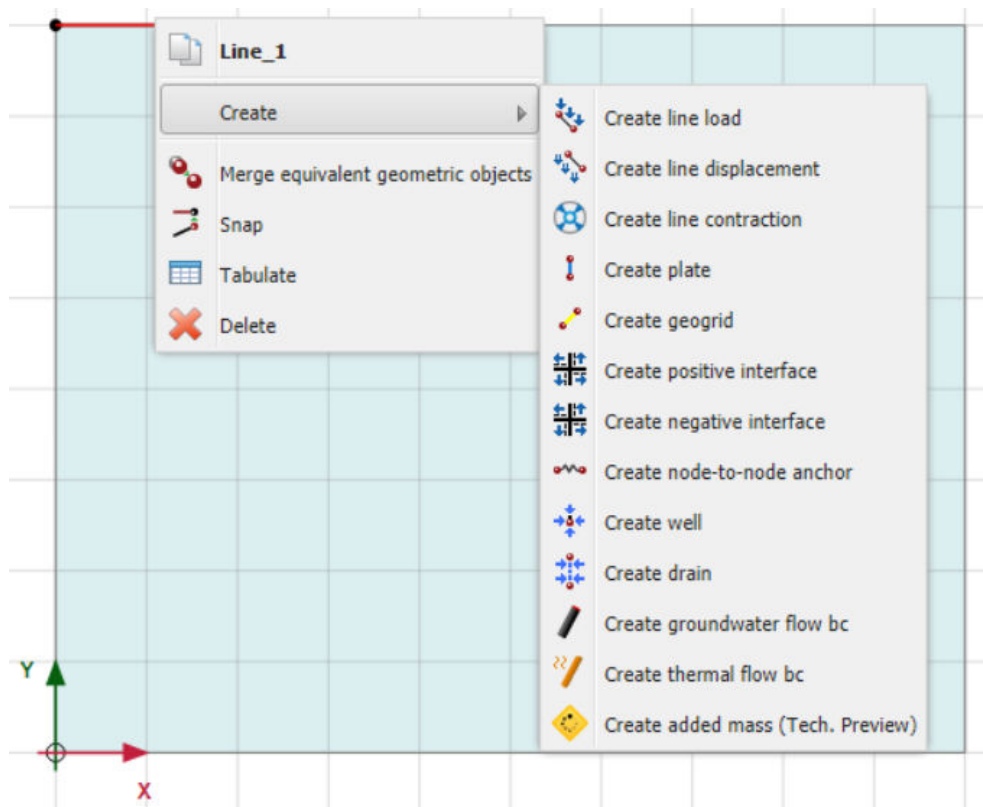 Line_1
Create
Merge equivalent geometric objects
Snap
Tabulate
Delete
Create line load
Create line displacement
Create line contraction
Create plate
Create geogrid
Create positive interface
Create negative interface
Create node-to-node anchor
Create well
Create drain
Create groundwater flow bc
Create thermal flow bc
Create added mass (Tech. Preview)
Y
X